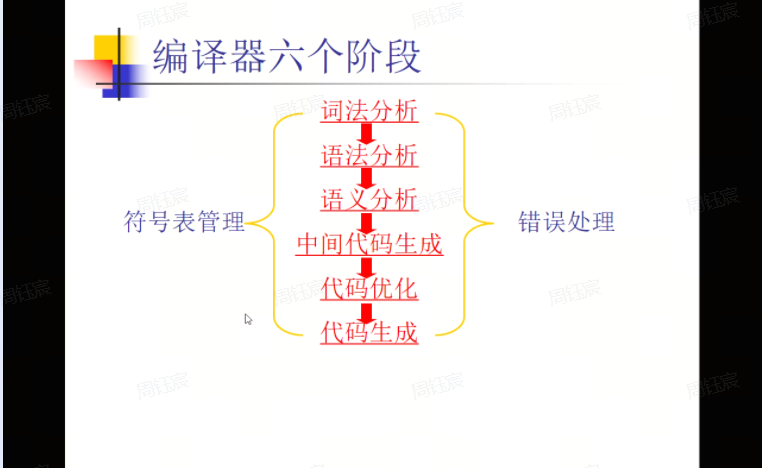 编译器六个阶段
词法分析
语法分析
语义分析
符号表管理
错误处理
中间代码生成
代码优化
代码生成
周钰宸